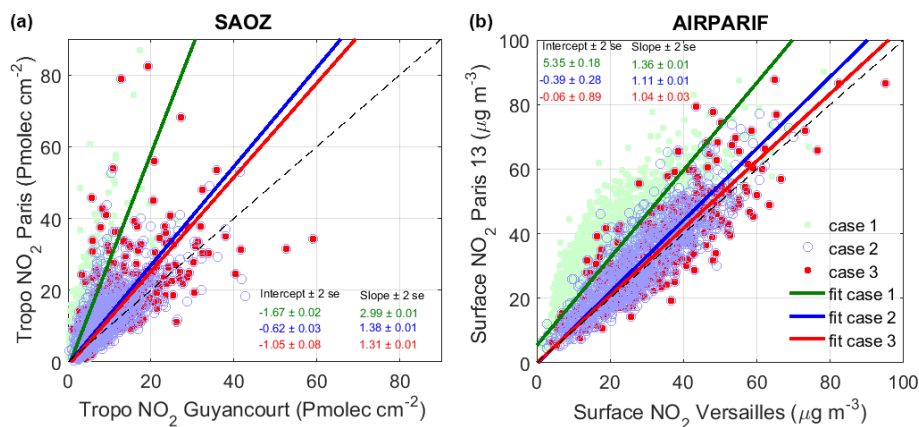 (a) SAOZ
Tropo NO2 Paris (Pmolec cm-2)
80
60
40
20
0
0 20 40 60 80
Tropo NO2 Guyancourt (Pmolec cm-2)
Intercept ± 2 se Slope ± 2 se
-1.67 ± 0.02 2.99 ± 0.01
-0.62 ± 0.03 1.38 ± 0.01
-1.05 ± 0.08 1.31 ± 0.01
(b) AIRPARIF
Surface NO2 Paris 13 (μg m-3)
100
80
60
40
20
0
0 20 40 60 80 100
Surface NO2 Versailles (μg m-3)
Intercept ± 2 se Slope ± 2 se
5.35 ± 0.18 1.36 ± 0.01
-0.39 ± 0.28 1.11 ± 0.01
-0.06 ± 0.89 1.04 ± 0.03
case 1
case 2
case 3
fit case 1
fit case 2
fit case 3